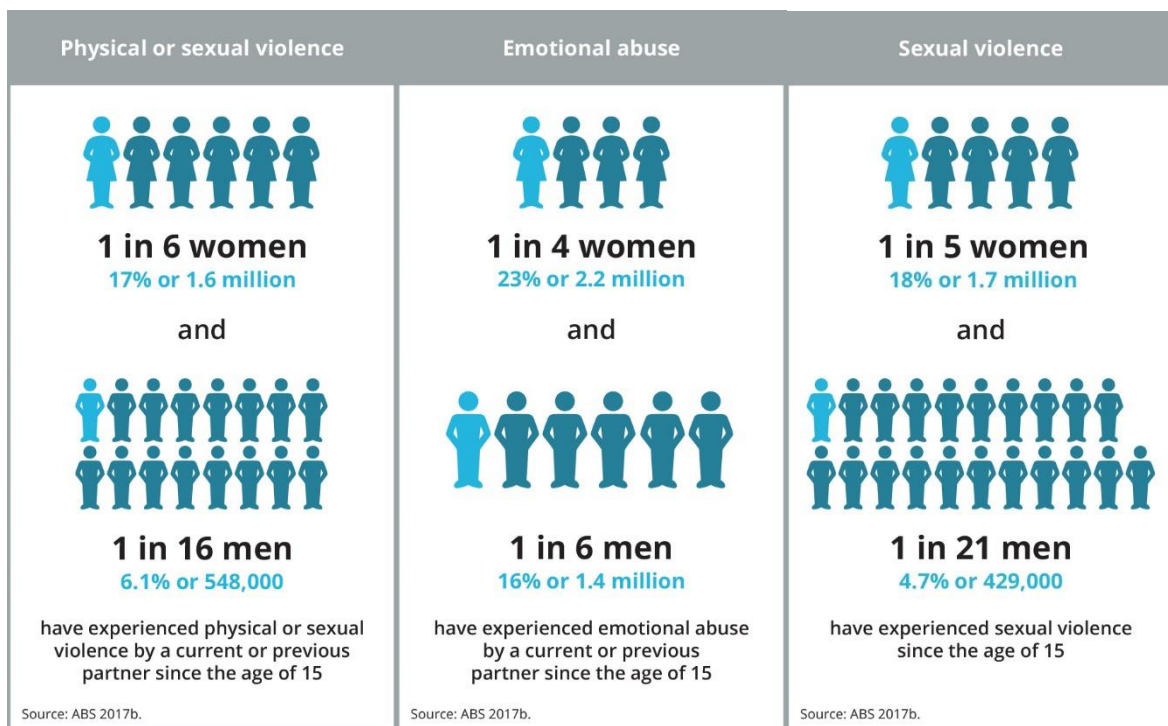 Physical or sexual violence
1 in 6 women
17% or 1.6 million
and
1 in 16 men
6.1% or 548,000
have experienced physical or sexual
violence by a current or previous
partner since the age of 15
Source: ABS 2017b.
Emotional abuse
1 in 4 women
23% or 2.2 million
and
1 in 6 men
16% or 1.4 million
have experienced emotional abuse
by a current or previous
partner since the age of 15
Source: ABS 2017b.
Sexual violence
1 in 5 women
18% or 1.7 million
and
1 in 21 men
4.7% or 429,000
have experienced sexual violence
since the age of 15
Source: ABS 2017b.